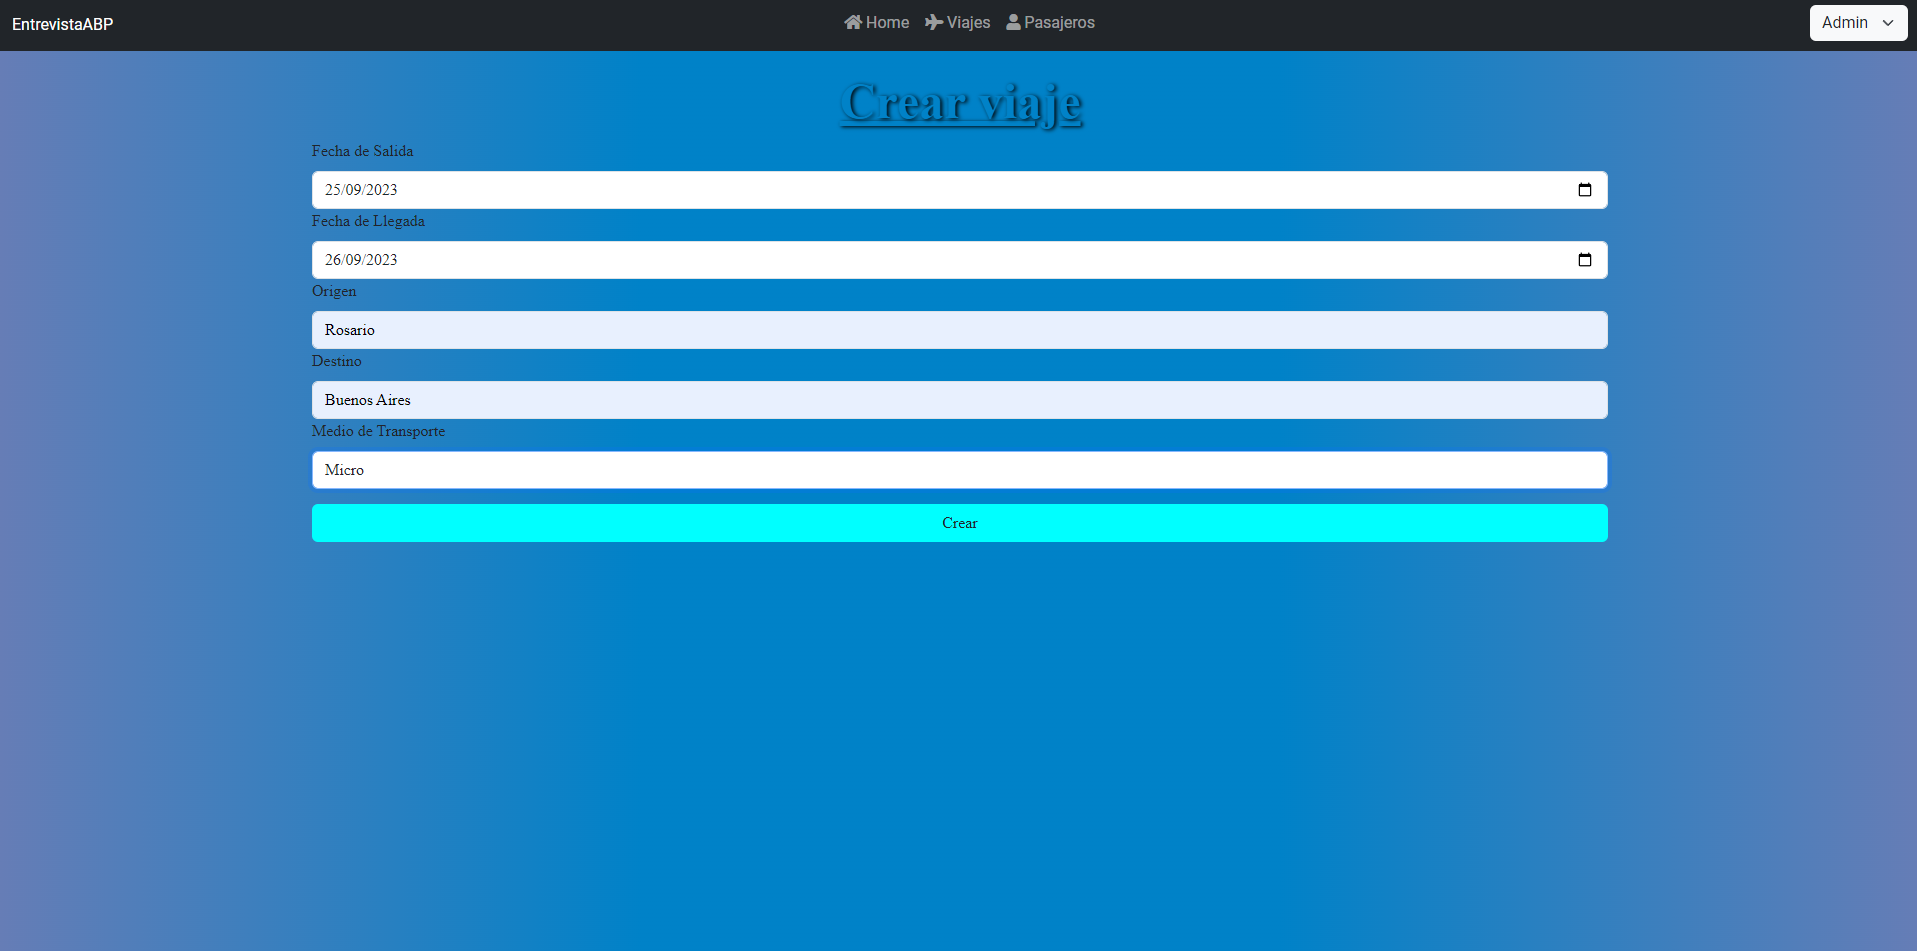 EntrevistaABP
Home Viajes Pasajeros
Admin
Crear viaje
Fecha de Salida
25/09/2023
Fecha de Llegada
26/09/2023
Origen
Rosario
Destino
Buenos Aires
Medio de Transporte
Micro
Crear